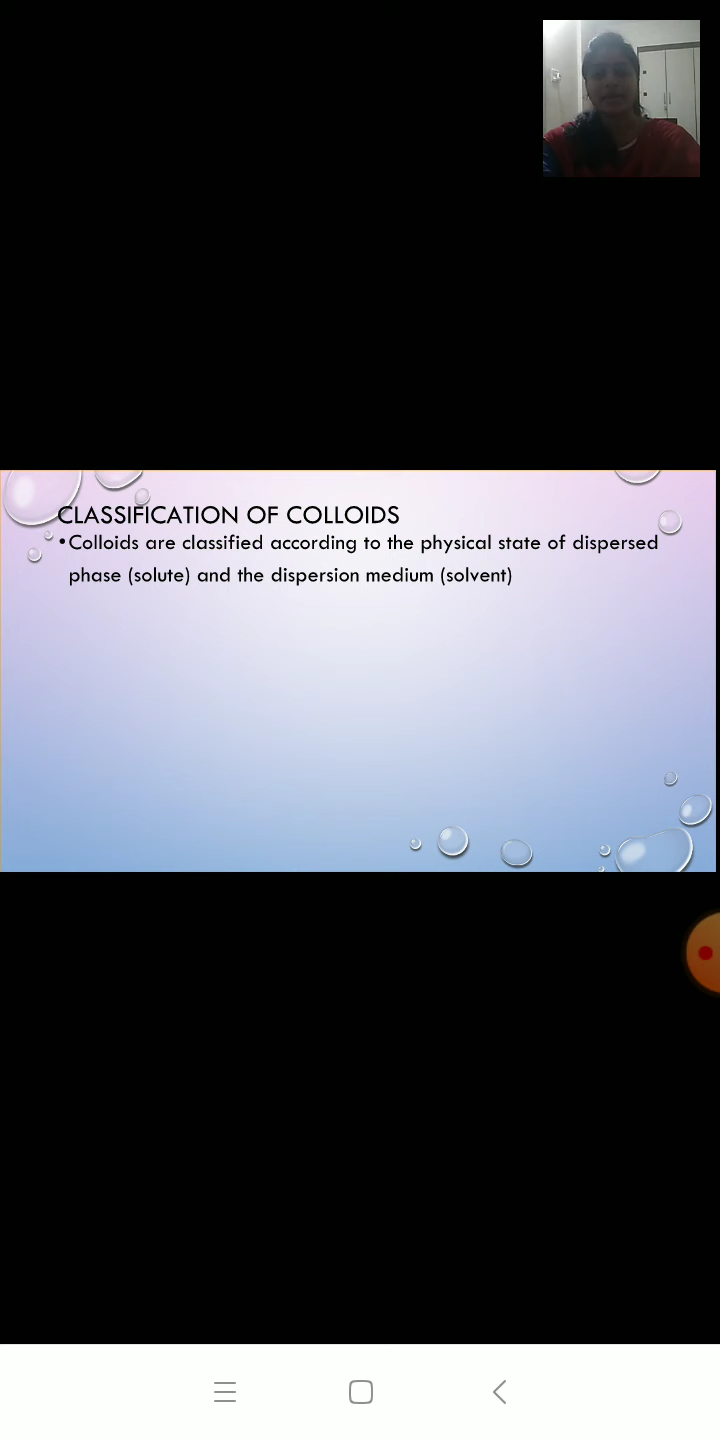 CLASSIFICATION OF COLLOIDS
•Colloids are classified according to the physical state of dispersed
phase (solute) and the dispersion medium (solvent)